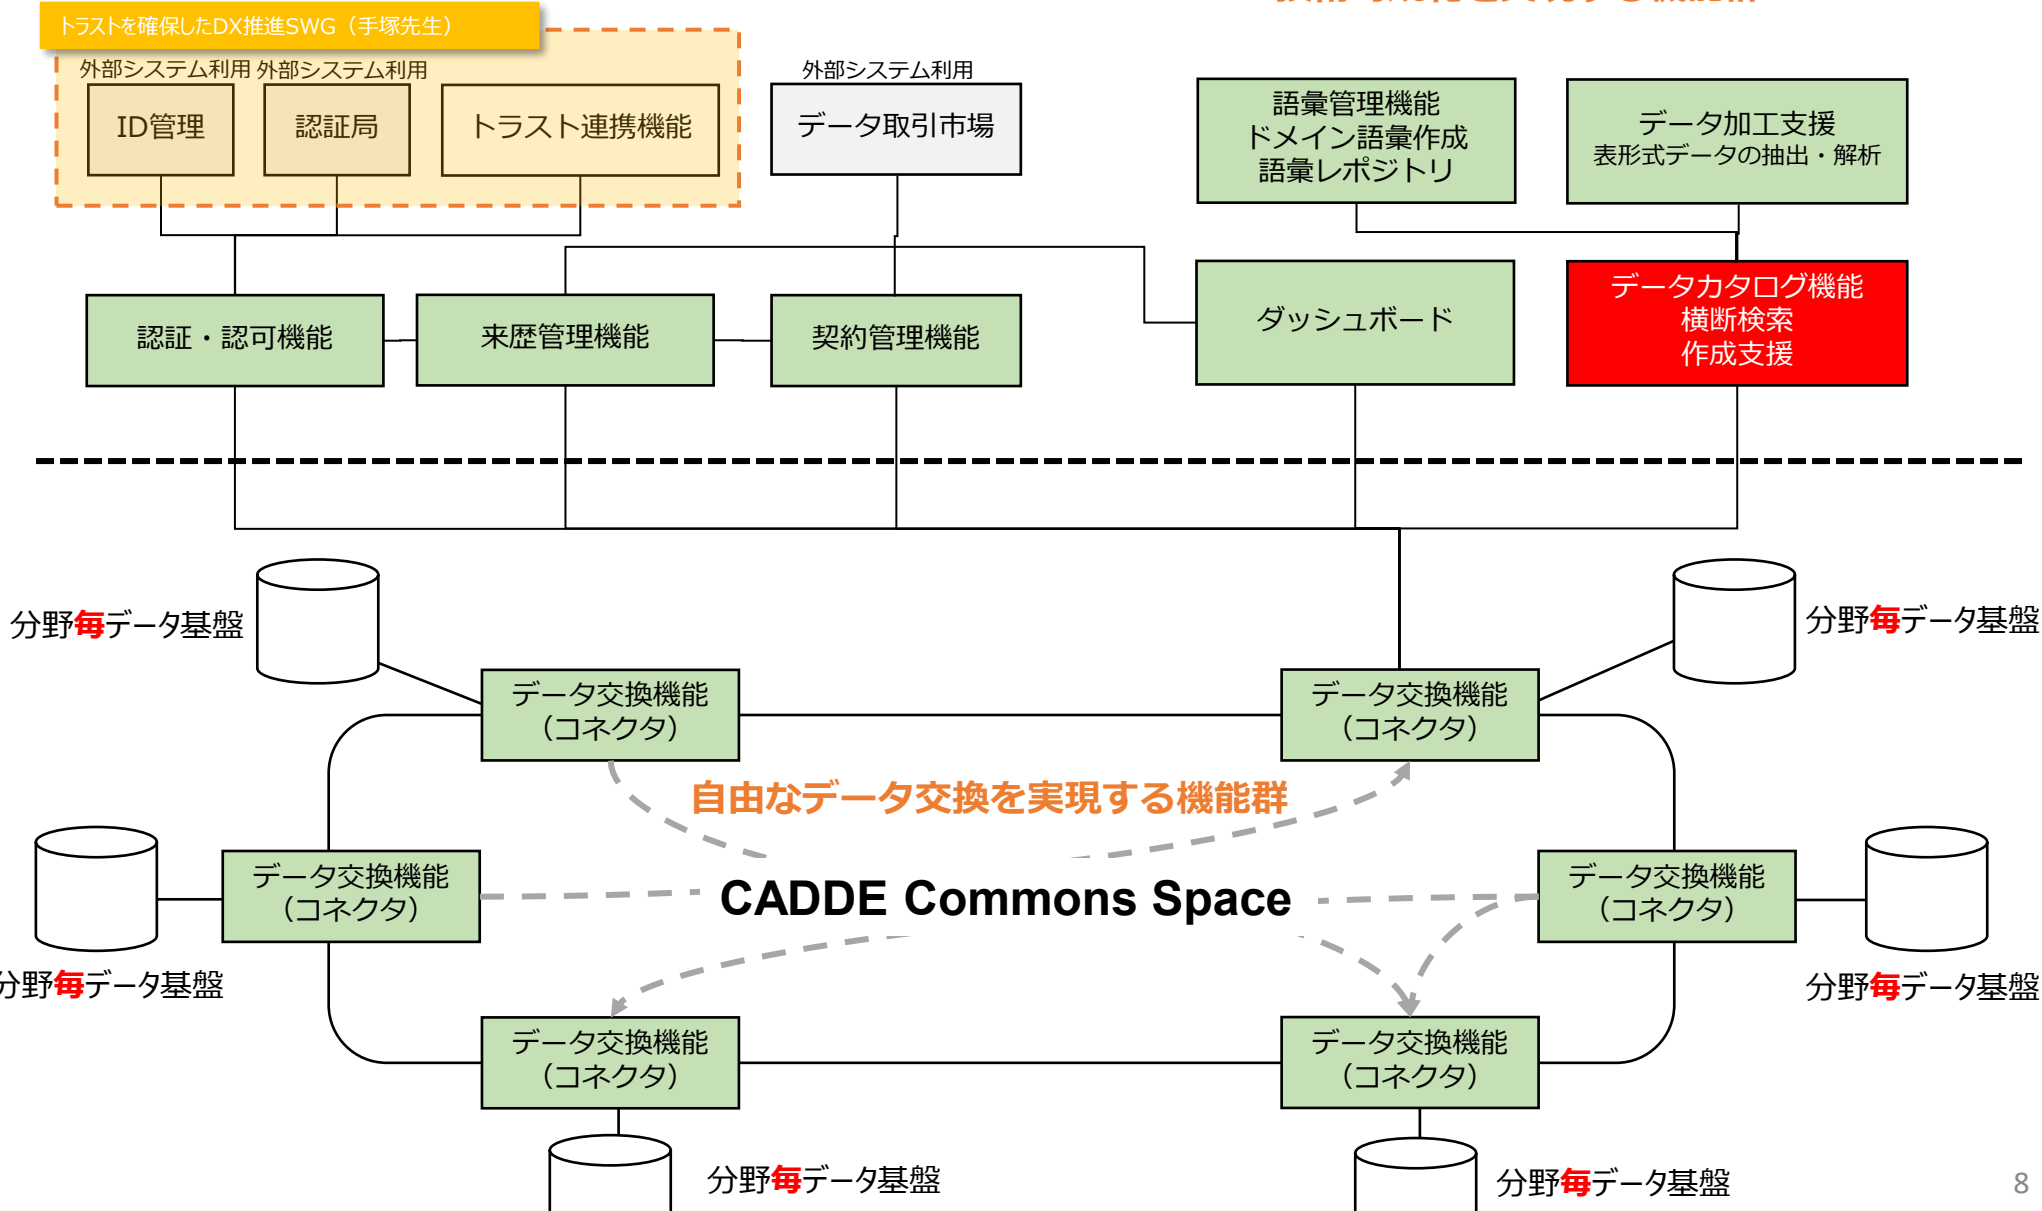 トラストを確保したDX推進SWG（手塚先生）
外部システム利用
外部システム利用
外部システム利用
ID管理
認証局
トラスト連携機能
データ取引市場
語彙管理機能
ドメイン語彙作成
語彙レポジトリ
データ加工支援
表形式データの抽出・解析
認証・認可機能
来歴管理機能
契約管理機能
ダッシュボード
データカタログ機能
横断検索
作成支援
分野毎データ基盤
分野毎データ基盤
データ交換機能
（コネクタ）
データ交換機能
（コネクタ）
自由なデータ交換を実現する機能群
データ交換機能
（コネクタ）
CADDE Commons Space
データ交換機能
（コネクタ）
分野毎データ基盤
分野毎データ基盤
データ交換機能
（コネクタ）
データ交換機能
（コネクタ）
分野毎データ基盤
分野毎データ基盤
8